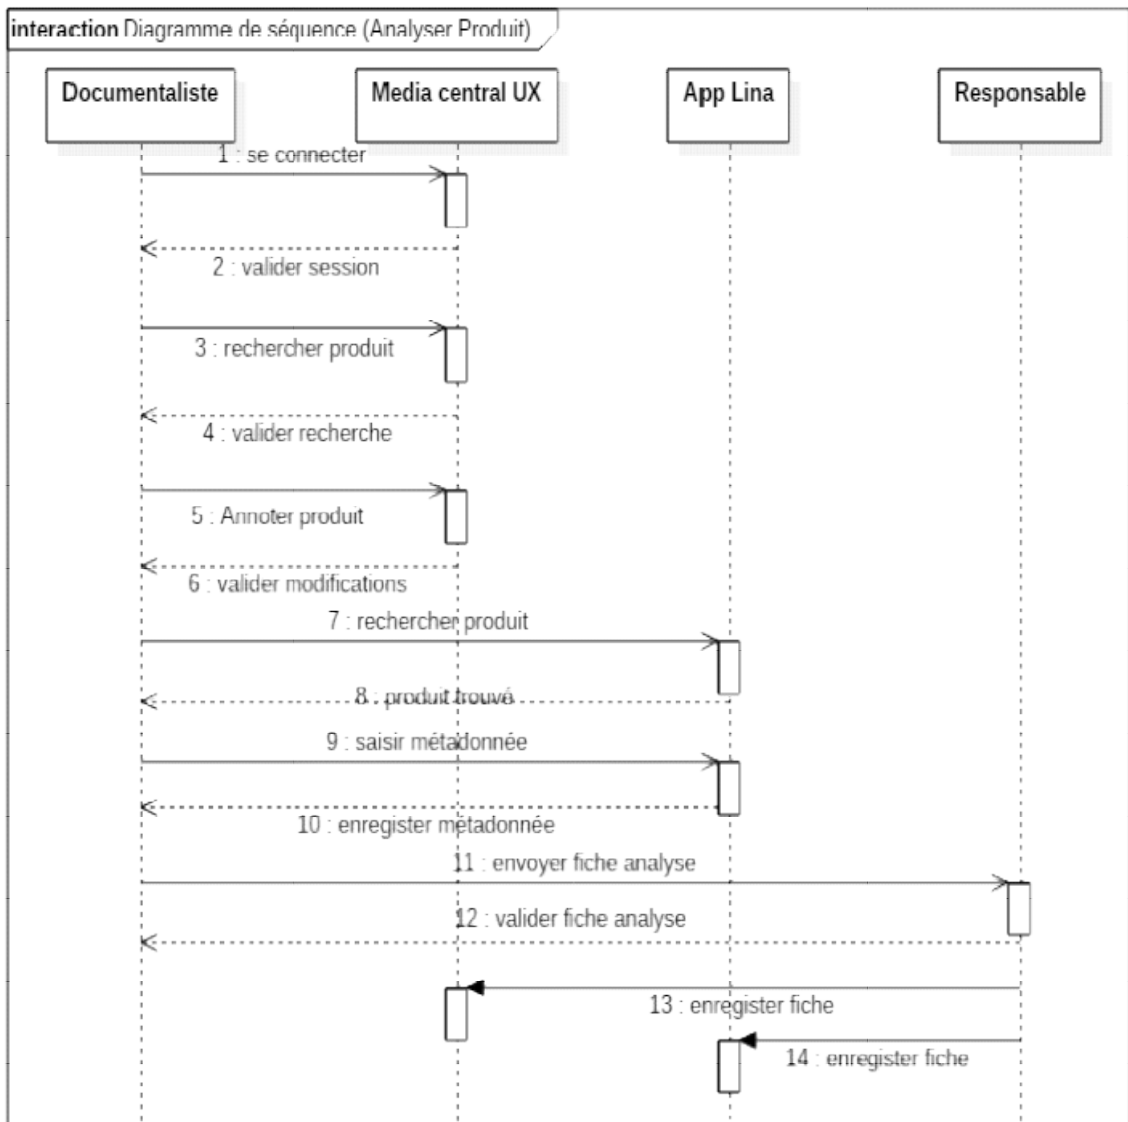 interaction Diagramme de séquence (Analyser Produit)
Documentaliste
Media central UX
App Lina
Responsable
1 : se connecter
2 : valider session
3 : rechercher produit
4 : valider recherche
5 : Annoter produit
6 : valider modifications
7 : rechercher produit
8 : produit trouvé
9 : saisir métadonnée
10 : enregister métadonnée
11 : envoyer fiche analyse
12 : valider fiche analyse
13 : enregister fiche
14 : enregister fiche